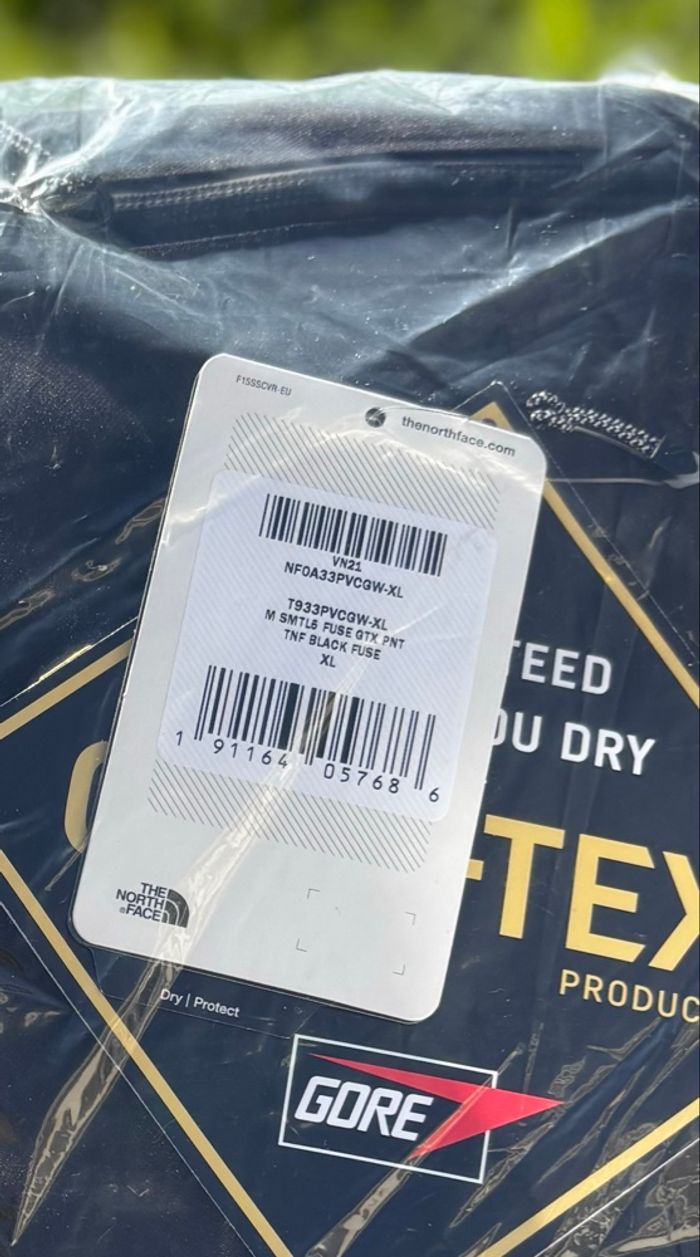 F15SSCVR-EU
thenorthface.com
VN21
NF0A33PVCGW-XL
T933PVCGW-XL
M SMTL6 FUSE GTX PNT
TNF BLACK FUSE
XL
1 91164 05768 6
THE
NORTH
FACE
TEED
OU DRY
-TEX
PRODUC
Dry | Protect
GORE